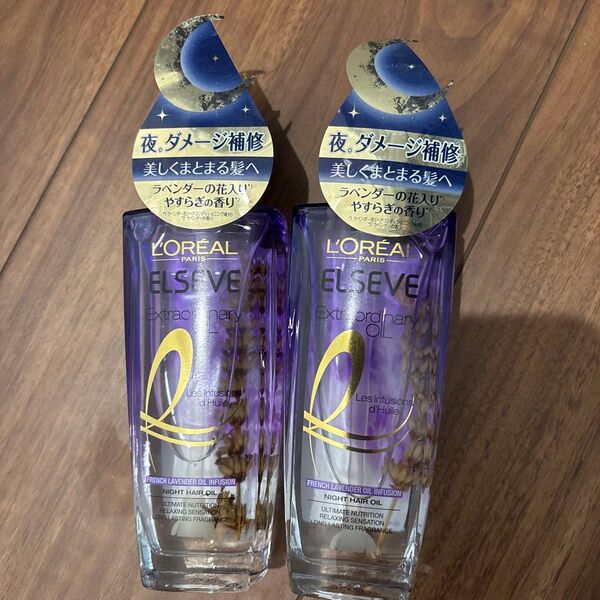 夜。ダメージ補修
美しくまとまる髪へ
ラベンダーの花入り*¹
やすらぎの香り*²
L'ORÉAL
PARIS
ELSEVE
Extraordinary
OIL
Les Infusions
d'Huile
FRENCH LAVENDER OIL INFUSION
NIGHT HAIR OIL
ULTIMATE NUTRITION
RELAXING SENSATION
LONG LASTING FRAGRANCE
夜。ダメージ補修
美しくまとまる髪へ
ラベンダーの花入り*¹
やすらぎの香り*²
L'ORÉAL
PARIS
ELSEVE
Extraordinary
OIL
Les Infusions
d'Huile
FRENCH LAVENDER OIL INFUSION
NIGHT HAIR OIL
ULTIMATE NUTRITION
RELAXING SENSATION
LONG LASTING FRAGRANCE